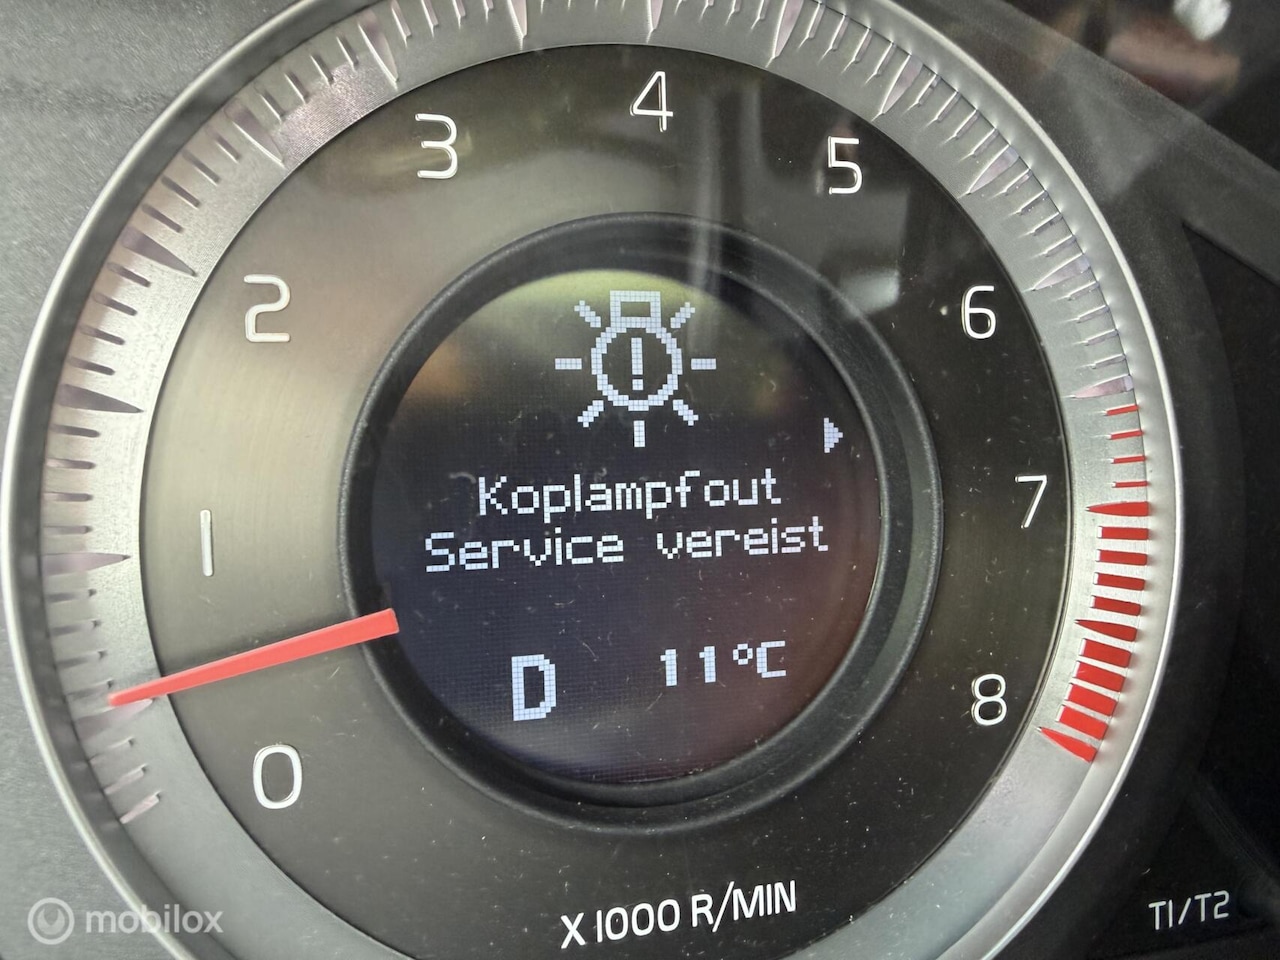 4
3
5
2
6
Koplampfout
Service vereist
1
7
D 11°C
8
0
X 1000 R/MIN
T1/T2
mobilox